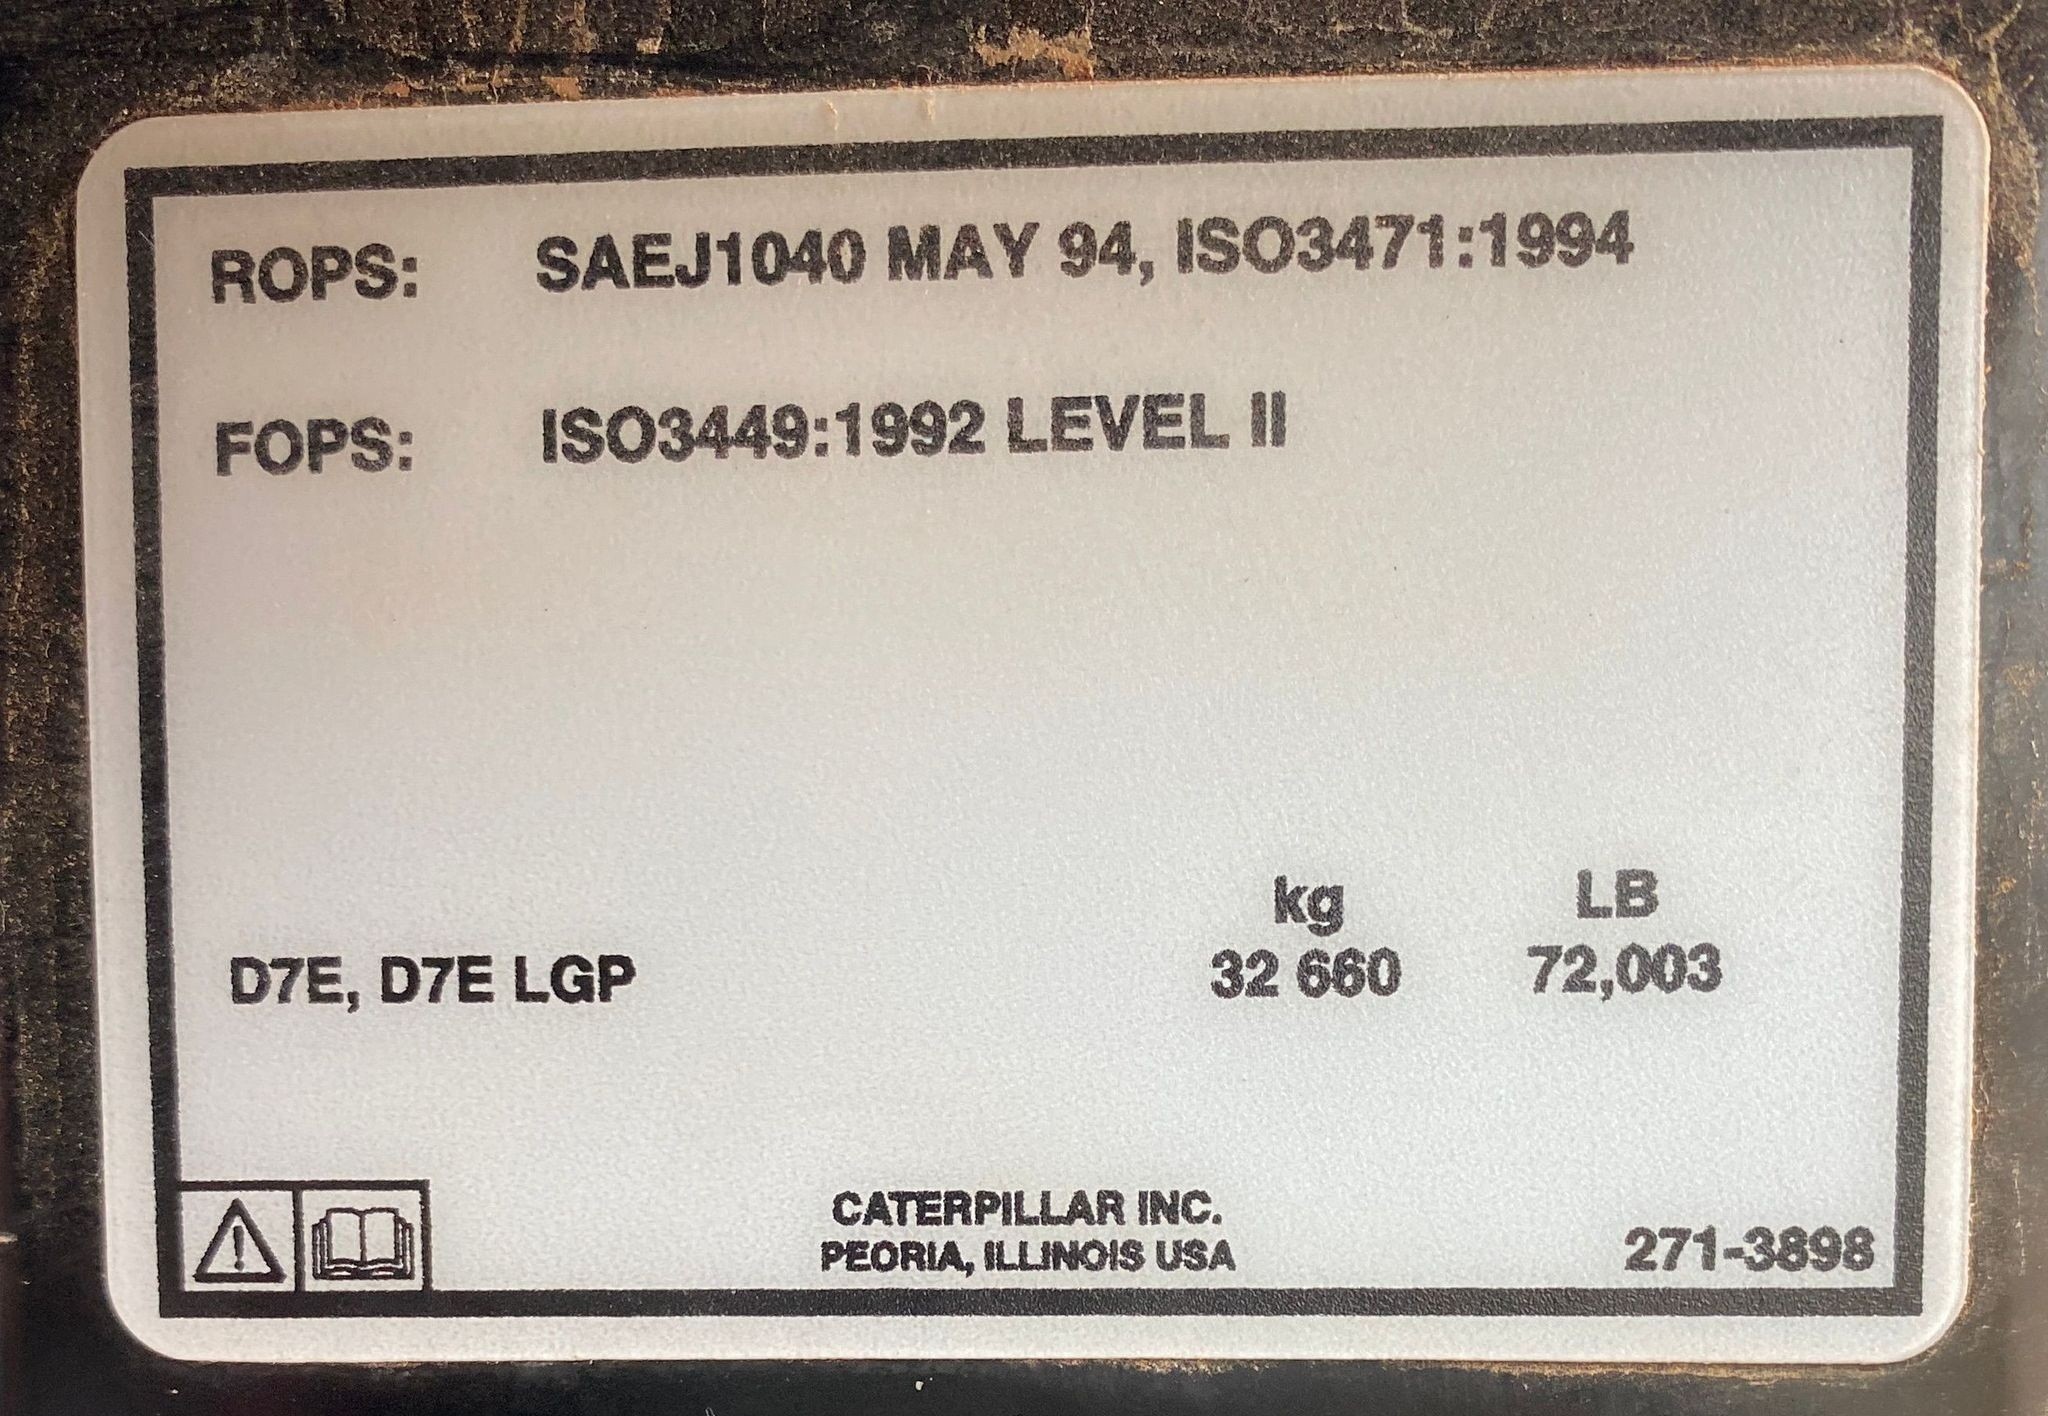 ROPS: SAEJ1040 MAY 94, ISO3471:1994
FOPS: ISO3449:1992 LEVEL II
kg LB
D7E, D7E LGP 32 660 72,003
CATERPILLAR INC.
PEORIA, ILLINOIS USA
271-3898